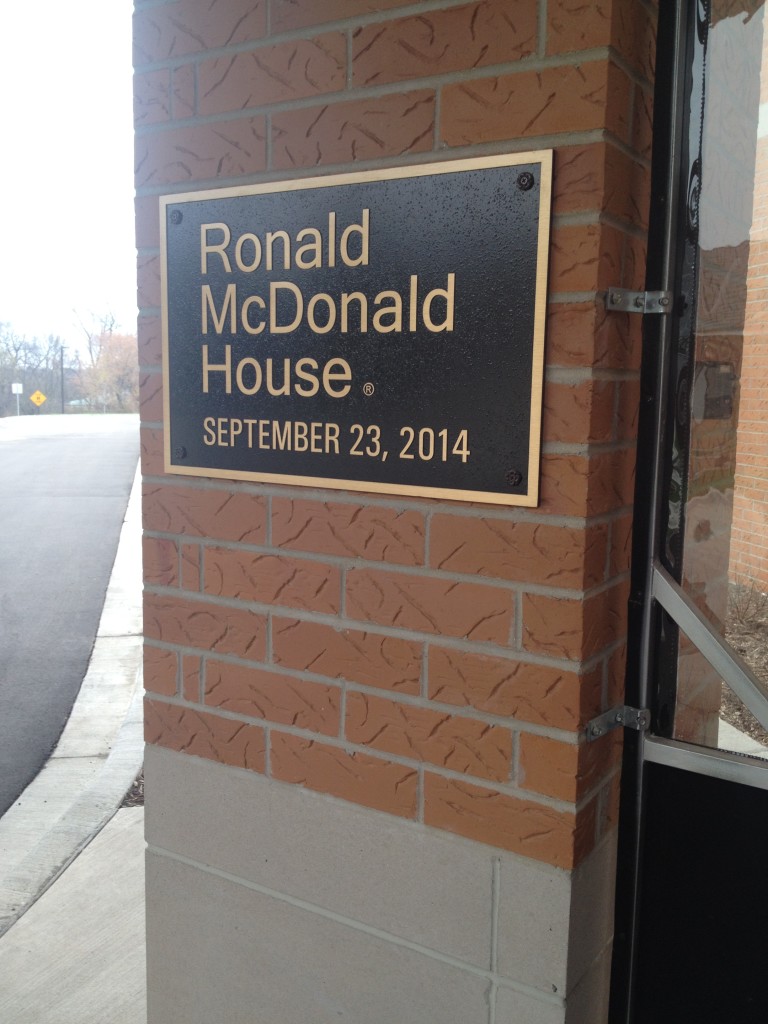 Ronald
McDonald
House®
SEPTEMBER 23, 2014